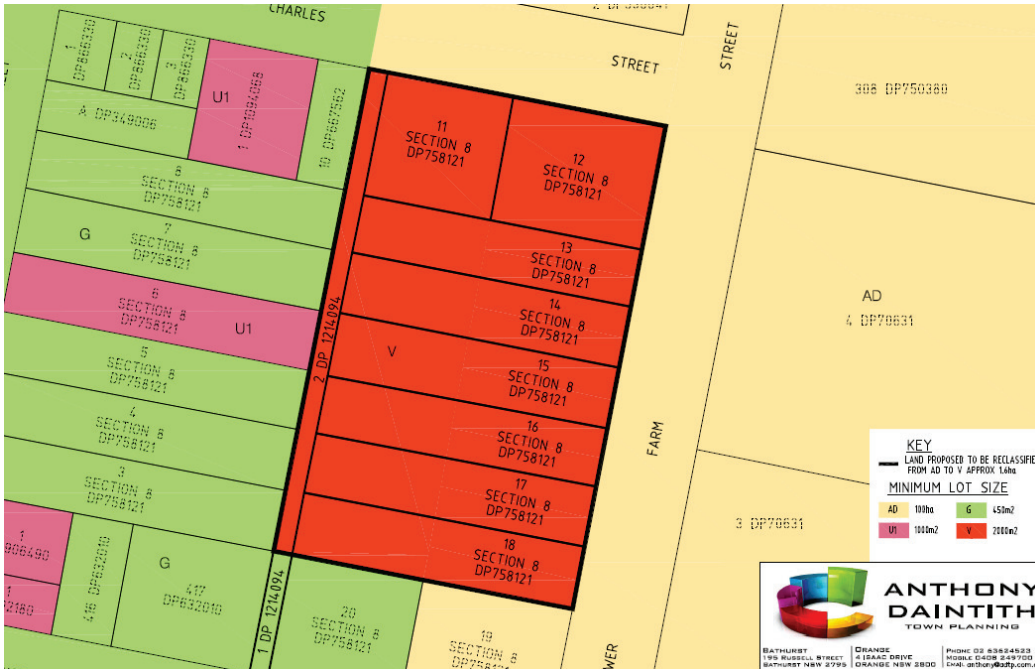 CHARLES
STREET
STREET
1
DP866330
2
DP866330
3
DP866330
U1
1 DP1094068
10 DP667562
A DP349006
8
SECTION 8
DP758121
G
7
SECTION 8
DP758121
6
SECTION 8
DP758121
U1
5
SECTION 8
DP758121
4
SECTION 8
DP758121
3
SECTION 8
DP758121
1
906490
1
416 DP632010
G
417
DP632010
1 DP 1214094
20
SECTION 8
DP758121
19
SECTION 8
DP758121
2 DP 1214094
11
SECTION 8
DP758121
12
SECTION 8
DP758121
13
SECTION 8
DP758121
14
SECTION 8
DP758121
V
15
SECTION 8
DP758121
16
SECTION 8
DP758121
17
SECTION 8
DP758121
18
SECTION 8
DP758121
FARM
308 DP750380
AD
4 DP70631
3 DP70631
KEY
LAND PROPOSED TO BE RECLASSIFIE
FROM AD TO V APPROX 1.6ha
MINIMUM LOT SIZE
AD 100ha G 450m2
U1 1000m2 V 2000m2
ANTHONY
DAINTITH
TOWN PLANNING
BATHURST
195 RUSSELL STREET
BATHURST NSW 2795
ORANGE
4 ISAAC DRIVE
ORANGE NSW 2800
PHONE 02 63624523
MOBILE 0408 249700